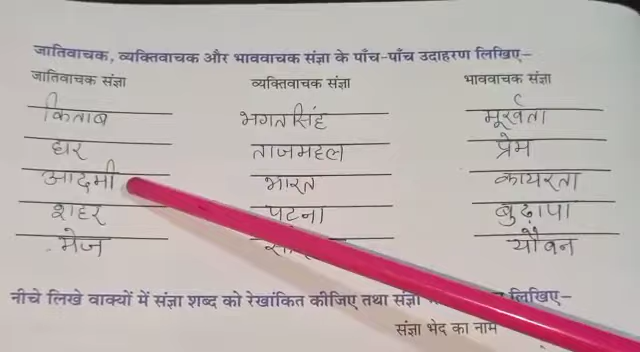 जातिवाचक, व्यक्तिवाचक और भाववाचक संज्ञा के पाँच-पाँच उदाहरण लिखिए–
जातिवाचक संज्ञा व्यक्तिवाचक संज्ञा भाववाचक संज्ञा
किताब भगतसिंह मूर्खता
घर ताजमहल प्रेम
आदमी भारत कायरता
शहर पटना बुढ़ापा
मेज यौवन
नीचे लिखे वाक्यों में संज्ञा शब्द को रेखांकित कीजिए तथा संज्ञा लिखिए–
संज्ञा भेद का नाम